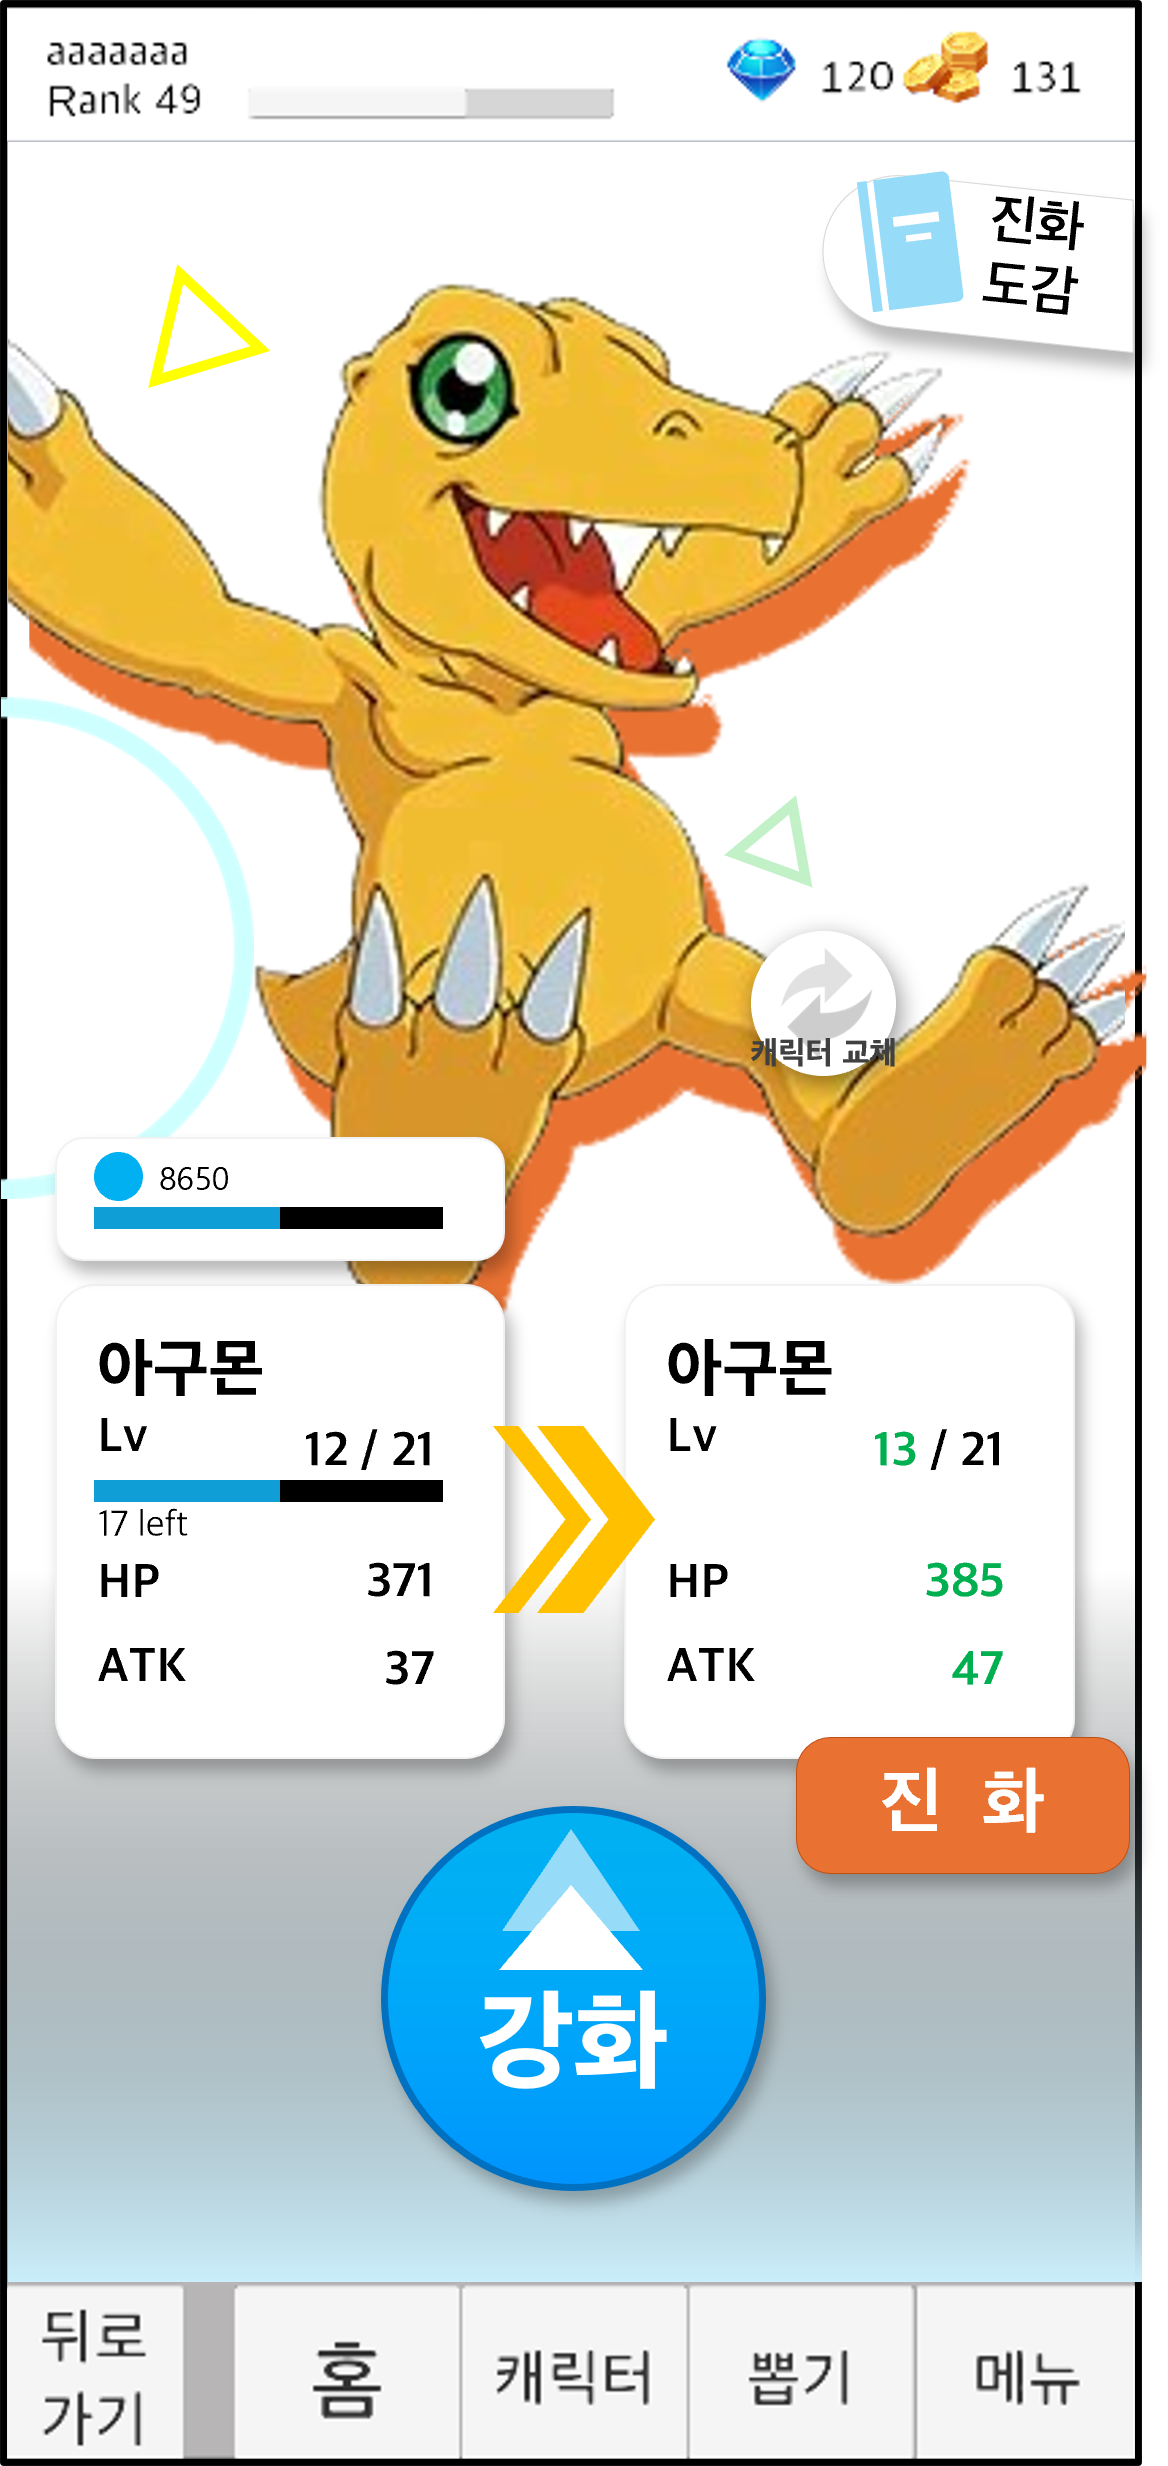 aaaaaaa
Rank 49
120
131
진화
도감
캐릭터 교체
8650
아구몬
Lv
12 / 21
17 left
HP 371
ATK 37
아구몬
Lv
13 / 21
HP 385
ATK 47
진 화
강화
뒤로
가기
홈
캐릭터
뽑기
메뉴